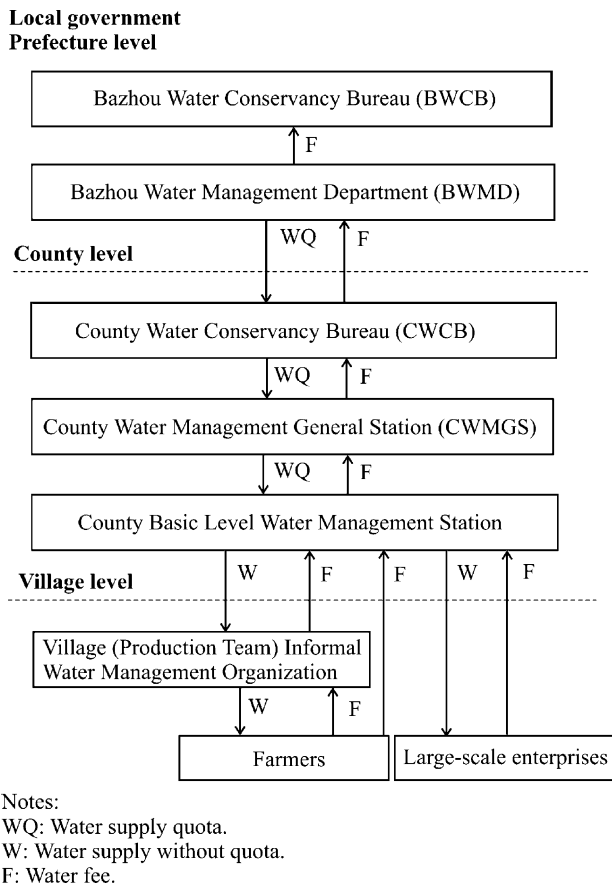 Local government
Prefecture level
Bazhou Water Conservancy Bureau (BWCB)
F
Bazhou Water Management Department (BWMD)
WQ
F
County level
County Water Conservancy Bureau (CWCB)
WQ
F
County Water Management General Station (CWMGS)
WQ
F
County Basic Level Water Management Station
W
F
F
W
F
Village level
Village (Production Team) Informal
Water Management Organization
W
F
Farmers
Large-scale enterprises
Notes:
WQ: Water supply quota.
W: Water supply without quota.
F: Water fee.